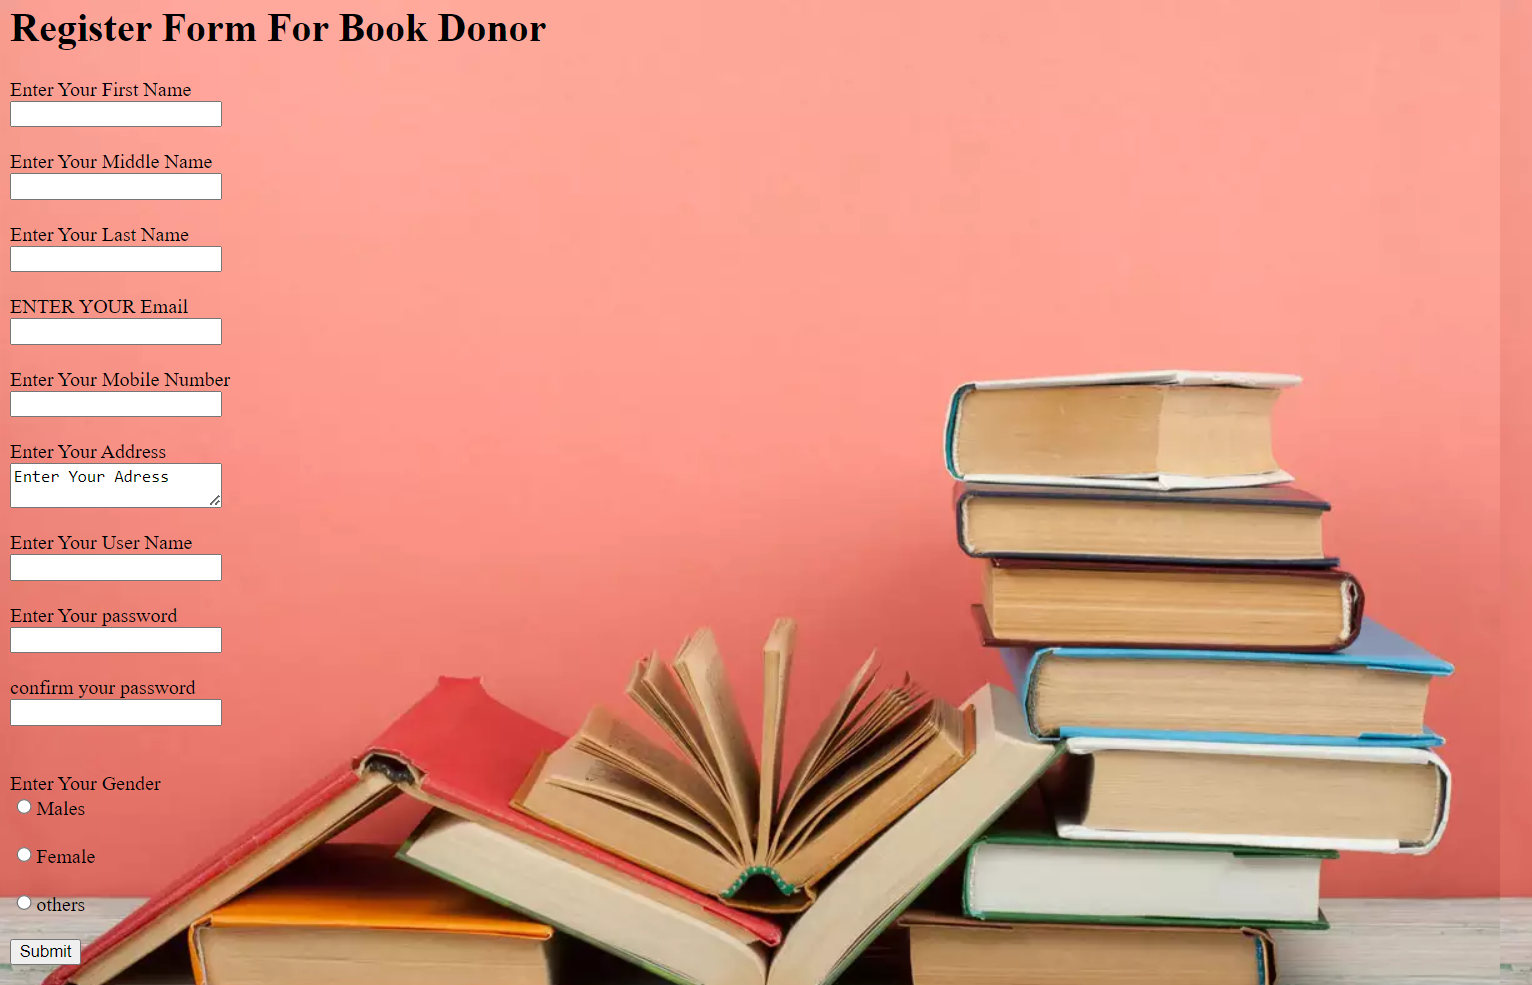 Register Form For Book Donor
Enter Your First Name
Enter Your Middle Name
Enter Your Last Name
ENTER YOUR Email
Enter Your Mobile Number
Enter Your Address
Enter Your Adress
Enter Your User Name
Enter Your password
confirm your password
Enter Your Gender
Males
Female
others
Submit